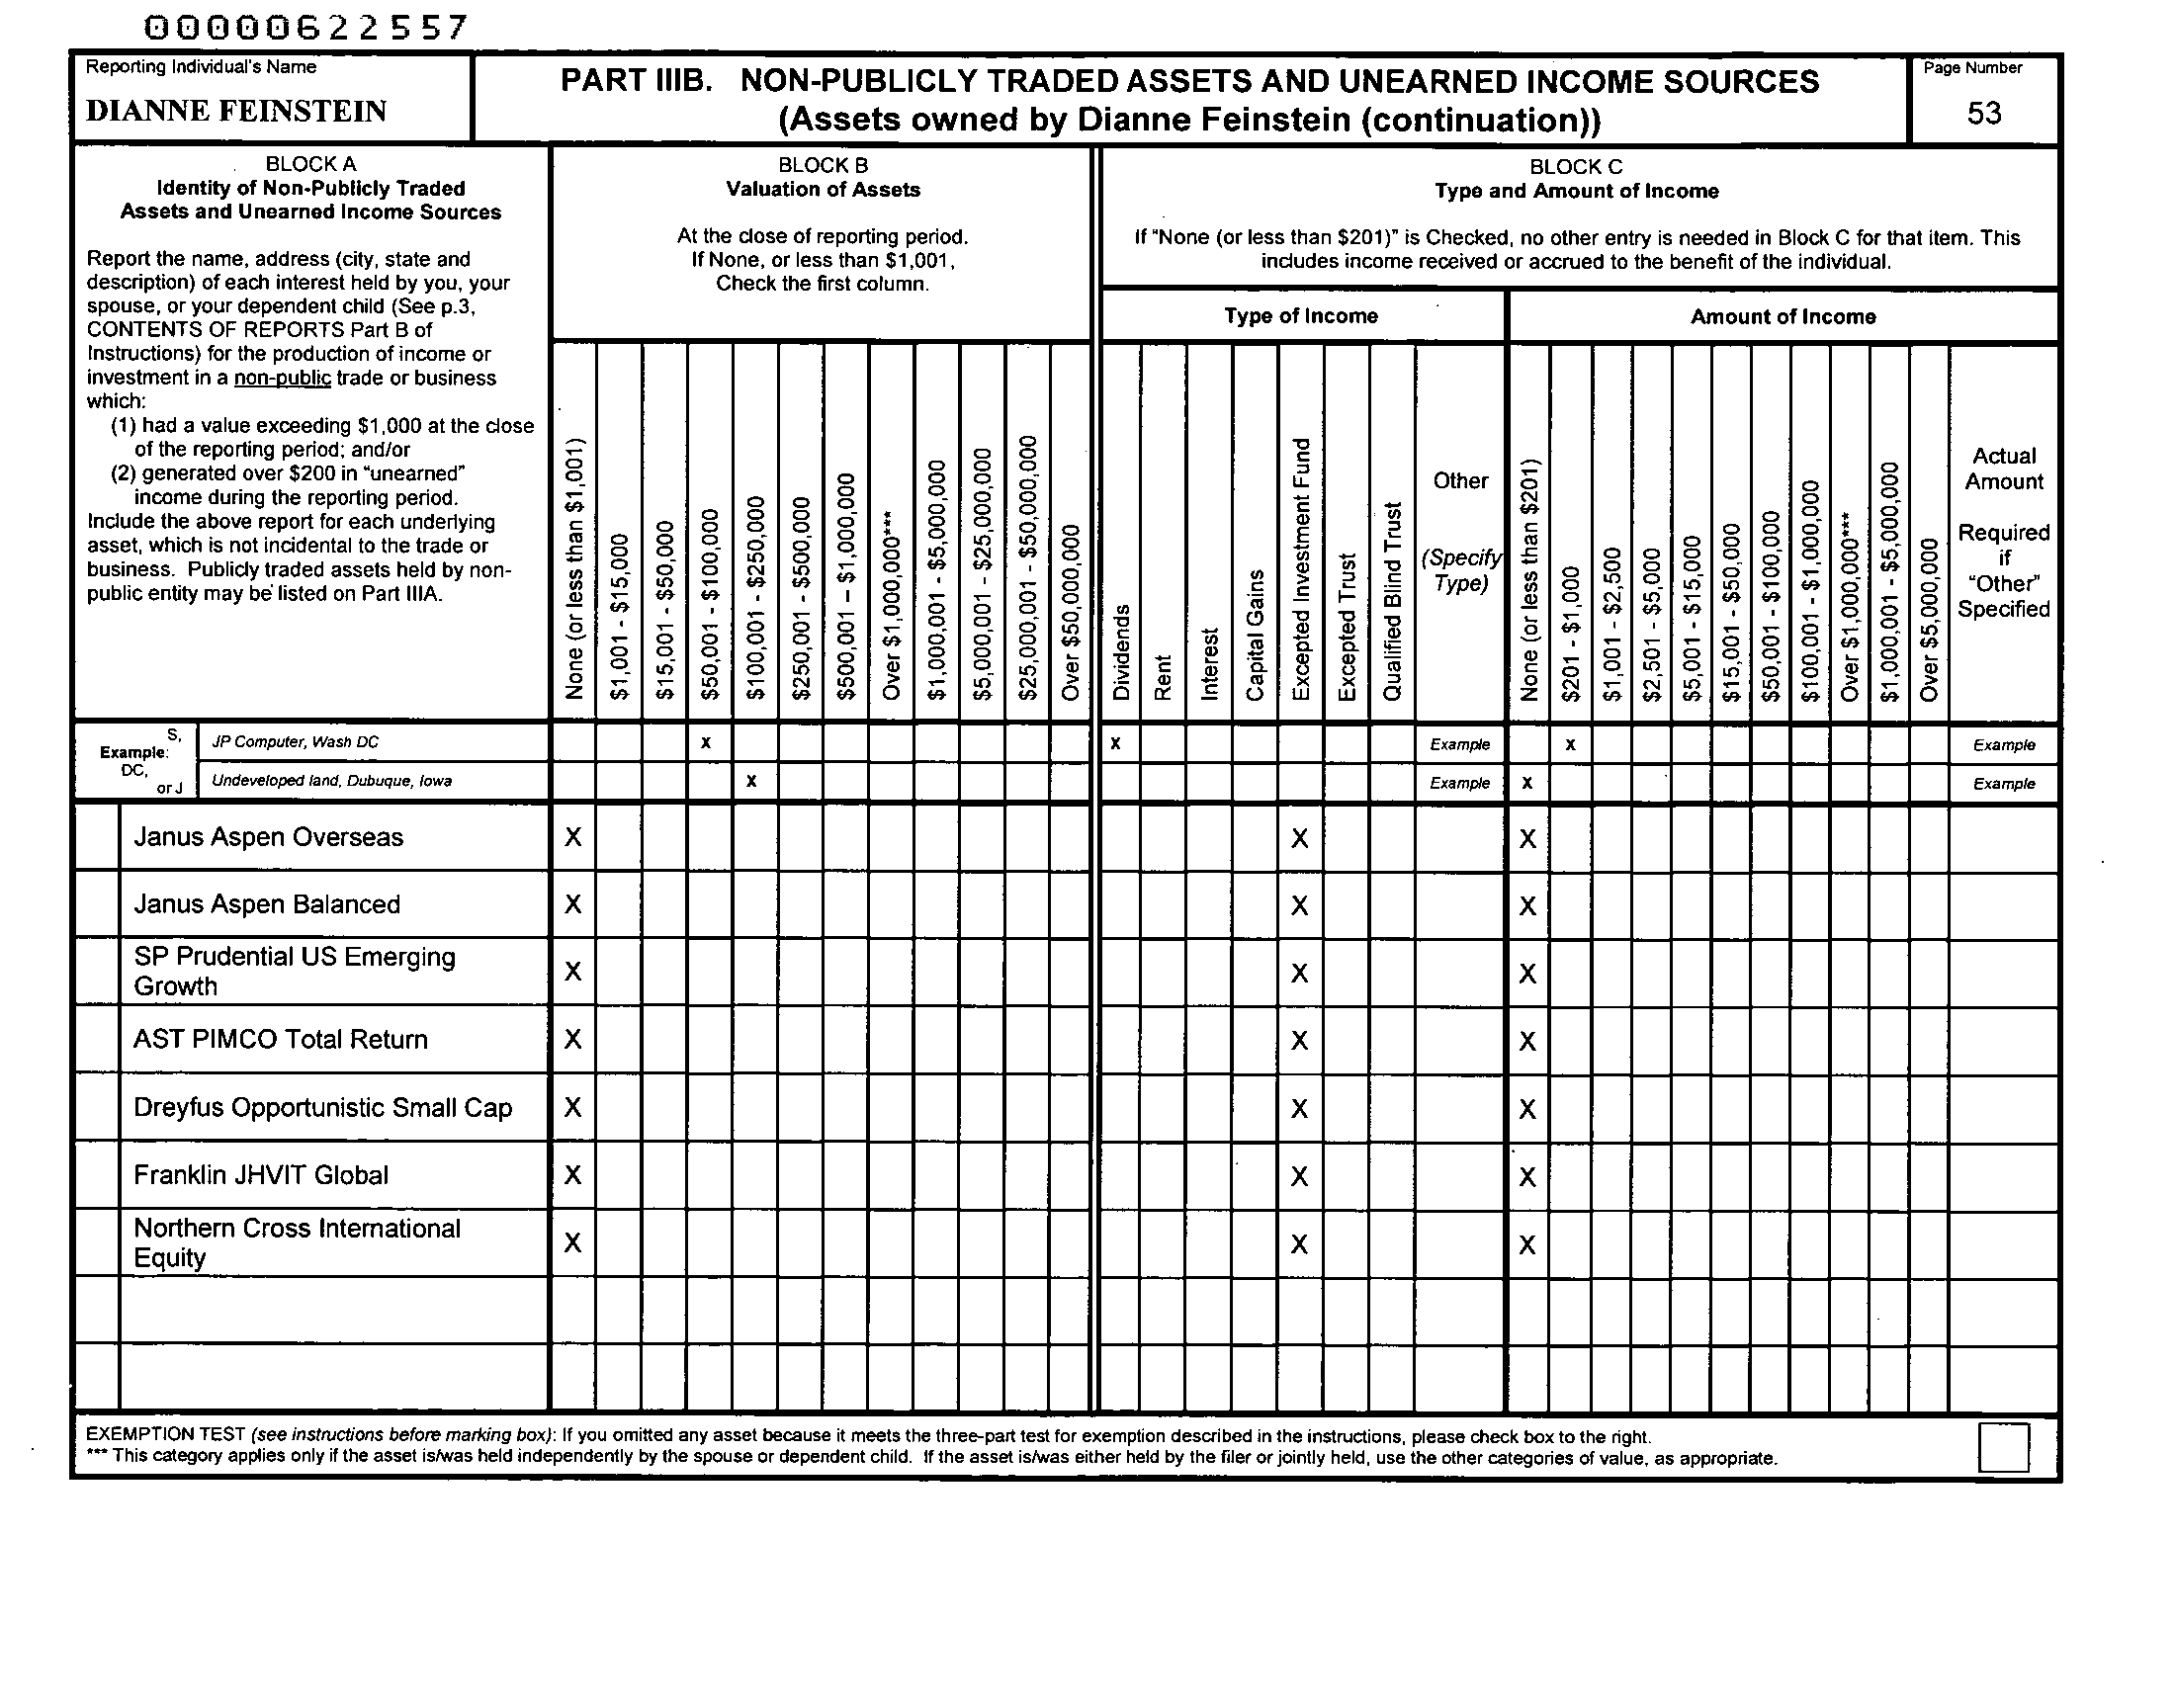 00000622557
Reporting Individual's Name
DIANNE FEINSTEIN
PART IIIB. NON-PUBLICLY TRADED ASSETS AND UNEARNED INCOME SOURCES
(Assets owned by Dianne Feinstein (continuation))
Page Number
53
BLOCK A
Identity of Non-Publicly Traded
Assets and Unearned Income Sources
Report the name, address (city, state and
description) of each interest held by you, your
spouse, or your dependent child (See p.3,
CONTENTS OF REPORTS Part B of
Instructions) for the production of income or
investment in a non-public trade or business
which:
(1) had a value exceeding $1,000 at the close
of the reporting period; and/or
(2) generated over $200 in "unearned"
income during the reporting period.
Include the above report for each underlying
asset, which is not incidental to the trade or
business. Publicly traded assets held by non-
public entity may be listed on Part IIIA.
BLOCK B
Valuation of Assets
At the close of reporting period.
If None, or less than $1,001,
Check the first column.
BLOCK C
Type and Amount of Income
If "None (or less than $201)" is Checked, no other entry is needed in Block C for that item. This
includes income received or accrued to the benefit of the individual.
Type of Income
Amount of Income
None (or less than $1,001)
$1,001 - $15,000
$15,001 - $50,000
$50,001 - $100,000
$100,001 - $250,000
$250,001 - $500,000
$500,001 – $1,000,000
Over $1,000,000***
$1,000,001 - $5,000,000
$5,000,001 - $25,000,000
$25,000,001 - $50,000,000
Over $50,000,000
Dividends
Rent
Interest
Capital Gains
Excepted Investment Fund
Excepted Trust
Qualified Blind Trust
Other
(Specify
Type)
None (or less than $201)
$201 - $1,000
$1,001 - $2,500
$2,501 - $5,000
$5,001 - $15,000
$15,001 - $50,000
$50,001 - $100,000
$100,001 - $1,000,000
Over $1,000,000***
$1,000,001 - $5,000,000
Over $5,000,000
Actual
Amount
Required
if
"Other"
Specified
Example:
S,
DC,
or J
JP Computer, Wash DC X X Example X Example
Undeveloped land, Dubuque, Iowa X Example X Example
Janus Aspen Overseas X X X
Janus Aspen Balanced X X X
SP Prudential US Emerging
Growth X X X
AST PIMCO Total Return X X X
Dreyfus Opportunistic Small Cap X X X
Franklin JHVIT Global X X X
Northern Cross International
Equity X X X
EXEMPTION TEST (see instructions before marking box): If you omitted any asset because it meets the three-part test for exemption described in the instructions, please check box to the right.
*** This category applies only if the asset is/was held independently by the spouse or dependent child. If the asset is/was either held by the filer or jointly held, use the other categories of value, as appropriate.